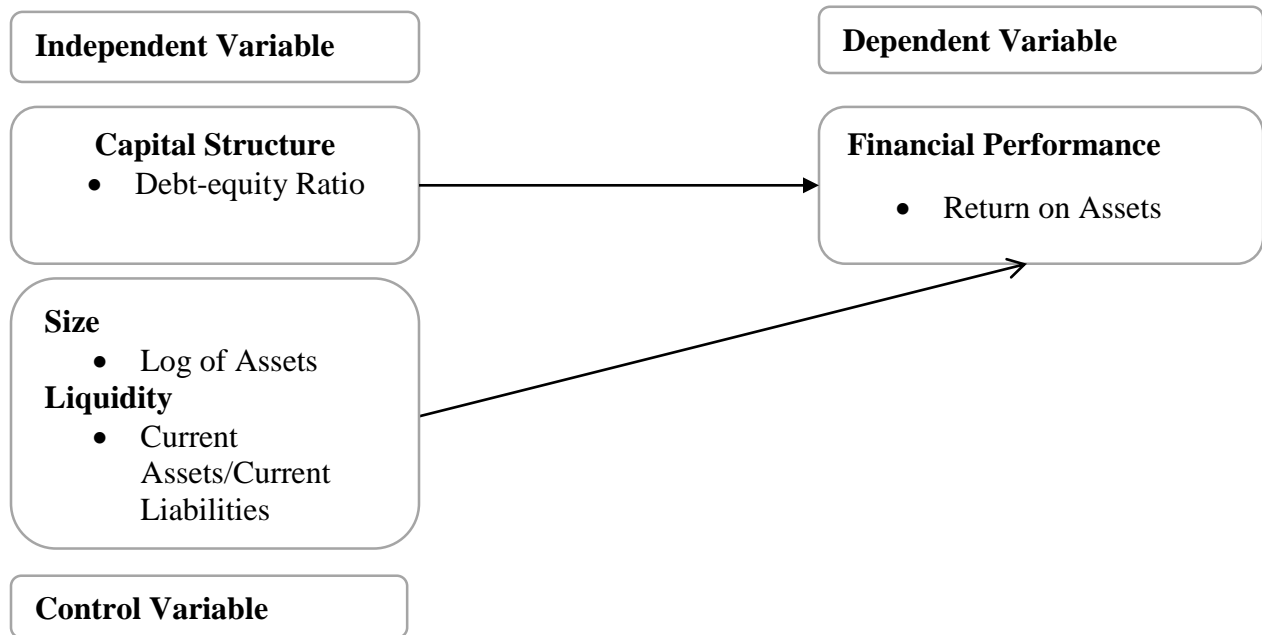 Independent Variable
Dependent Variable
Capital Structure
• Debt-equity Ratio
Financial Performance
• Return on Assets
Size
• Log of Assets
Liquidity
• Current
Assets/Current
Liabilities
Control Variable